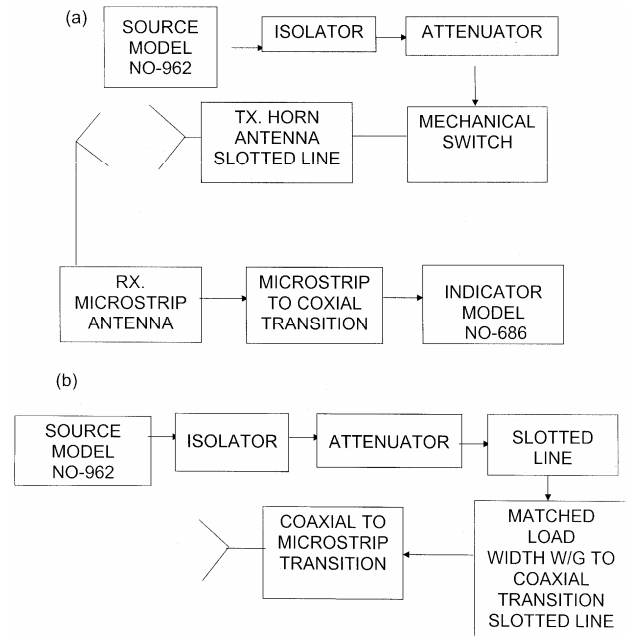 (a)
SOURCE
MODEL
NO-962
ISOLATOR
ATTENUATOR
MECHANICAL
SWITCH
TX. HORN
ANTENNA
SLOTTED LINE
RX.
MICROSTRIP
ANTENNA
MICROSTRIP
TO COXIAL
TRANSITION
INDICATOR
MODEL
NO-686
(b)
SOURCE
MODEL
NO-962
ISOLATOR
ATTENUATOR
SLOTTED
LINE
MATCHED
LOAD
WIDTH W/G TO
COAXIAL
TRANSITION
SLOTTED LINE
COAXIAL TO
MICROSTRIP
TRANSITION